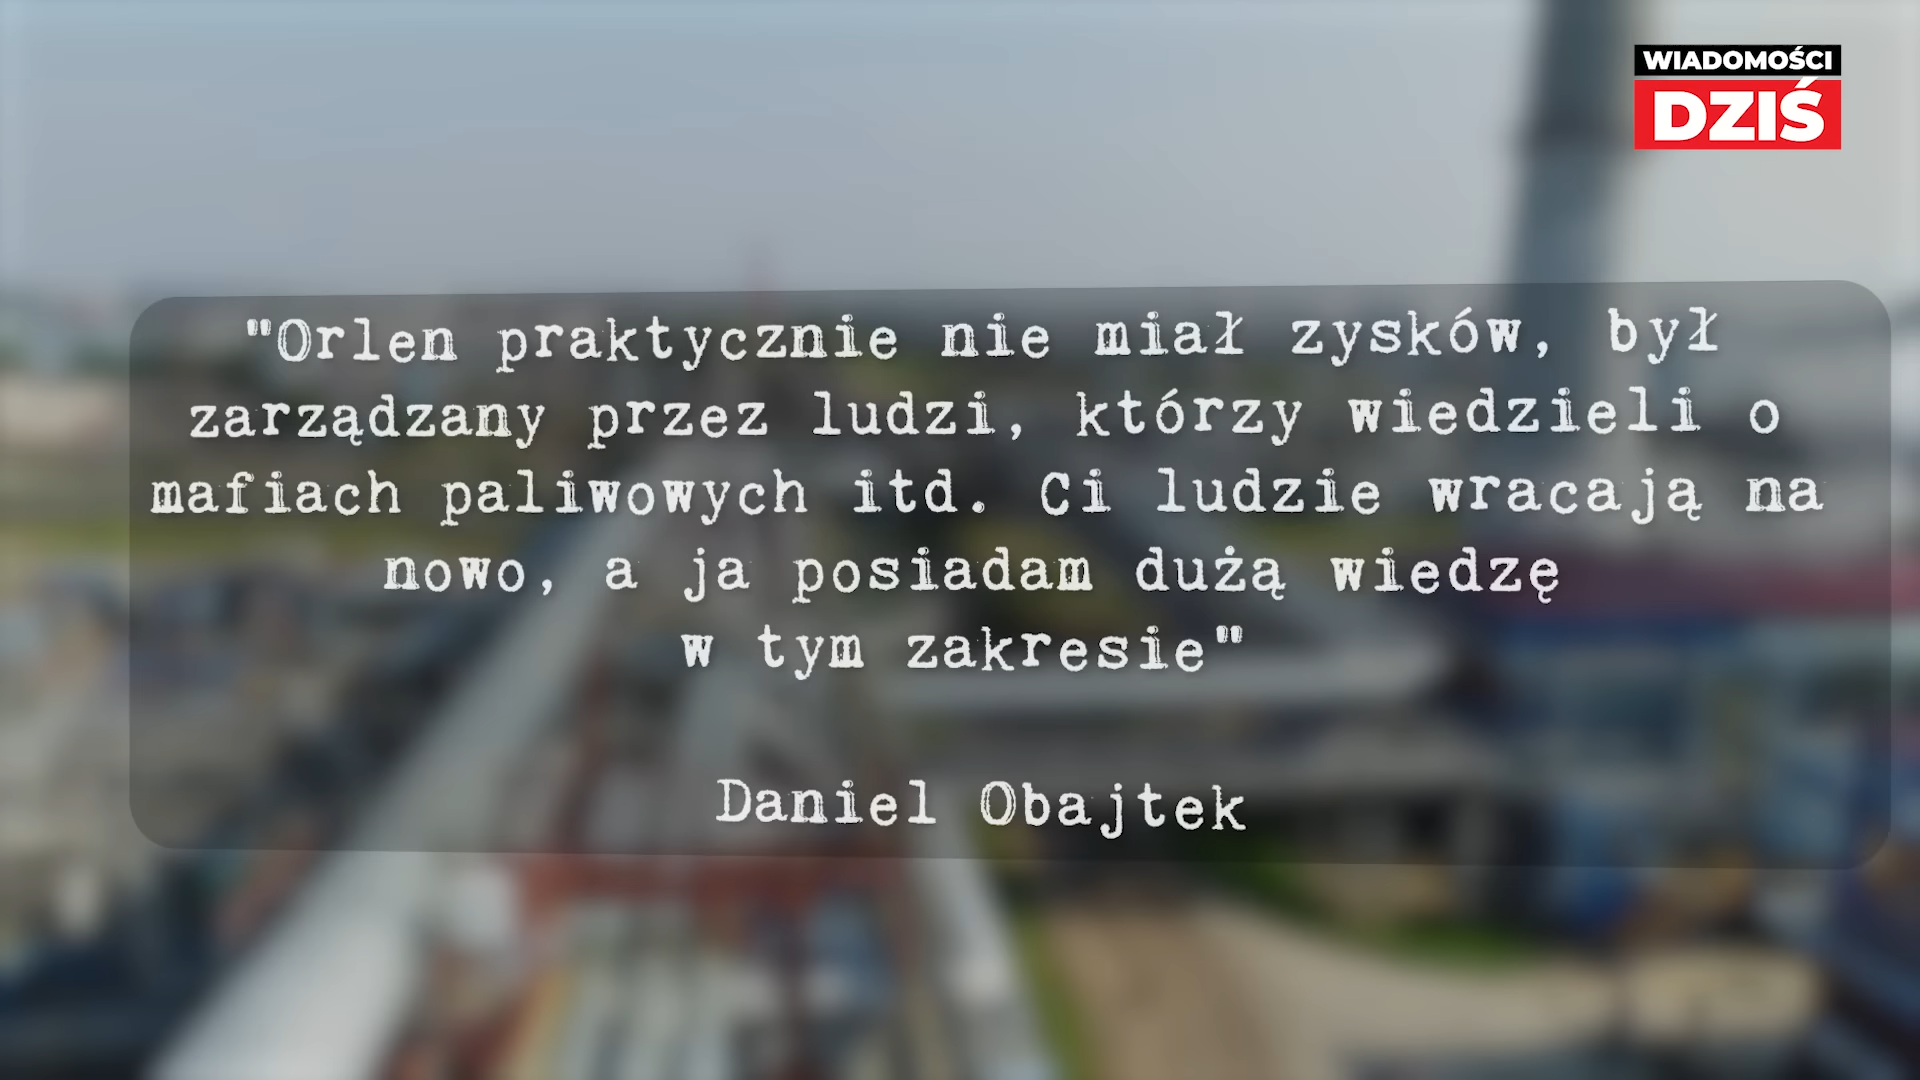 WIADOMOŚCI
DZIŚ
"Orlen praktycznie nie miał zysków, był
zarządzany przez ludzi, którzy wiedzieli o
mafiach paliwowych itd. Ci ludzie wracają na
nowo, a ja posiadam dużą wiedzę
w tym zakresie"
Daniel Obajtek